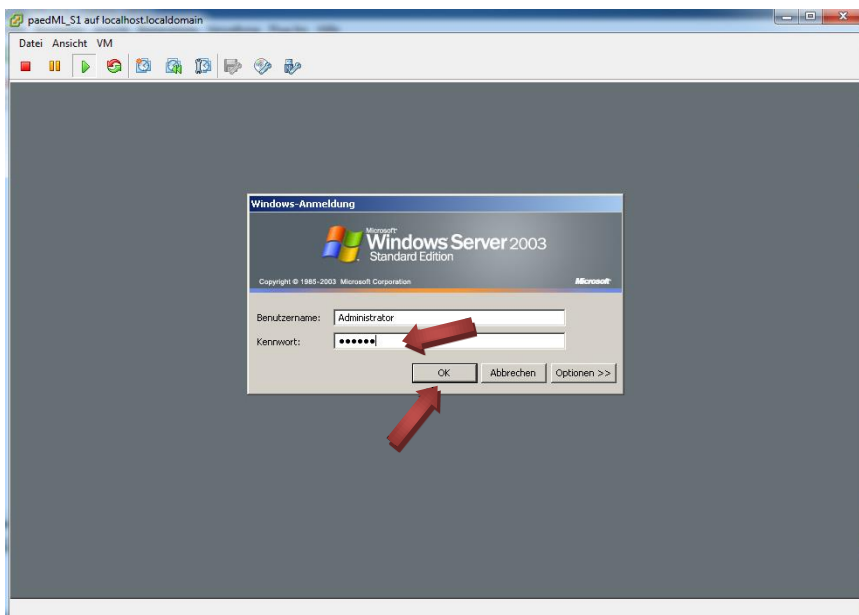 paedML_S1 auf localhost.localdomain
Datei Ansicht VM
Windows-Anmeldung
Microsoft
Windows Server 2003
Standard Edition
Copyright © 1985-2003 Microsoft Corporation
Microsoft
Benutzername: Administrator
Kennwort: ●●●●●●
OK Abbrechen Optionen >>